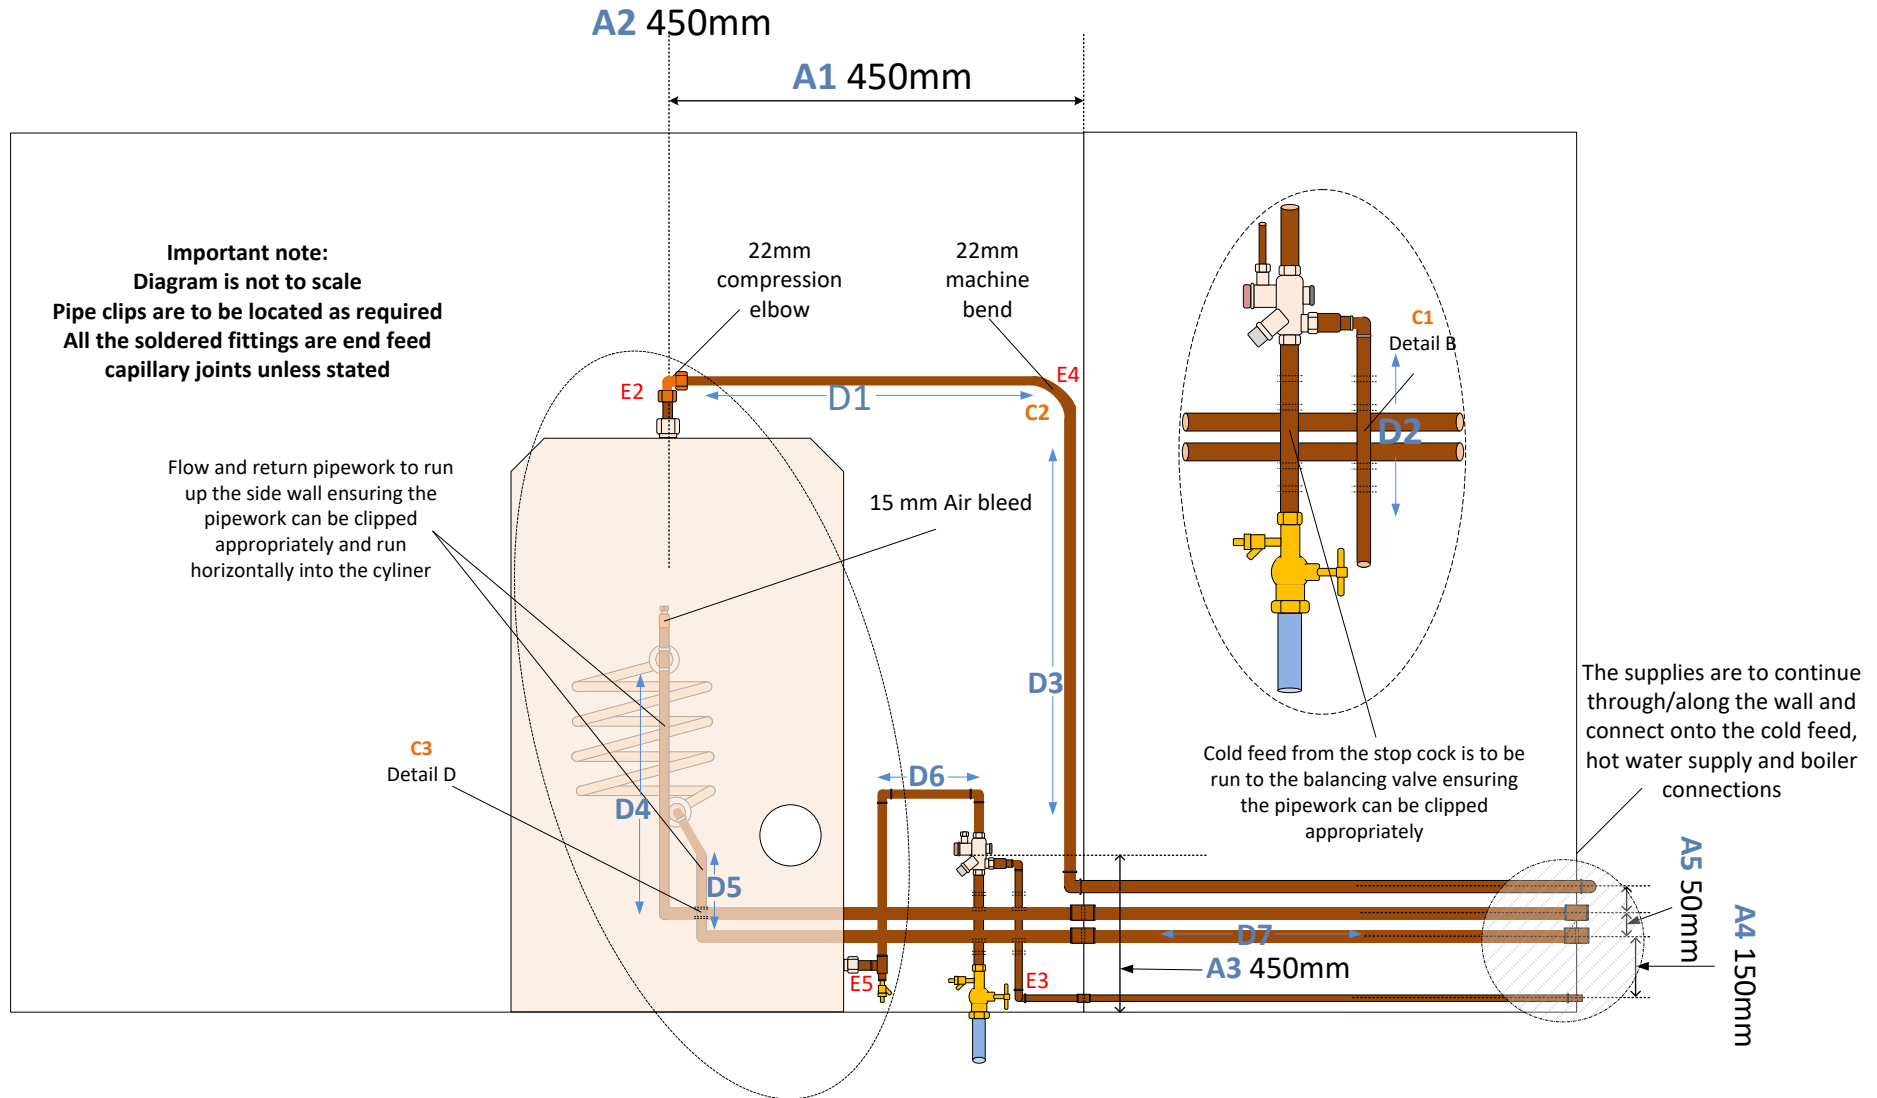 A2 450mm
A1 450mm
Important note:
Diagram is not to scale
Pipe clips are to be located as required
All the soldered fittings are end feed
capillary joints unless stated
22mm
compression
elbow
22mm
machine
bend
C1
Detail B
E2
E4
D1
C2
D2
Flow and return pipework to run
up the side wall ensuring the
pipework can be clipped
appropriately and run
horizontally into the cyliner
15 mm Air bleed
D3
The supplies are to continue
through/along the wall and
connect onto the cold feed,
hot water supply and boiler
connections
C3
Detail D
Cold feed from the stop cock is to be
run to the balancing valve ensuring
the pipework can be clipped
appropriately
D6
D4
D5
A5 50mm
A4 150mm
D7
A3 450mm
E5
E3